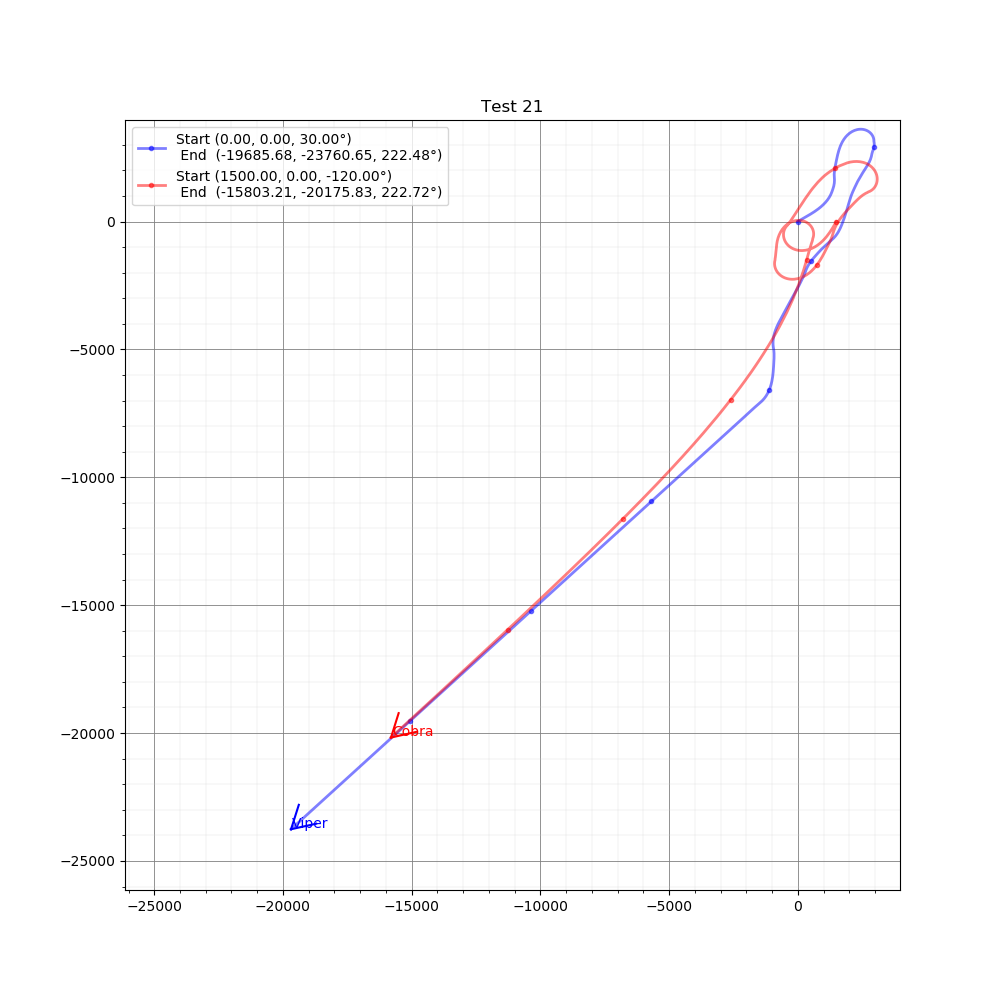 Test 21
Start (0.00, 0.00, 30.00°)
End (-19685.68, -23760.65, 222.48°)
Start (1500.00, 0.00, -120.00°)
End (-15803.21, -20175.83, 222.72°)
0
−5000
−10000
−15000
−20000
−25000
Cobra
Viper
−25000 −20000 −15000 −10000 −5000 0